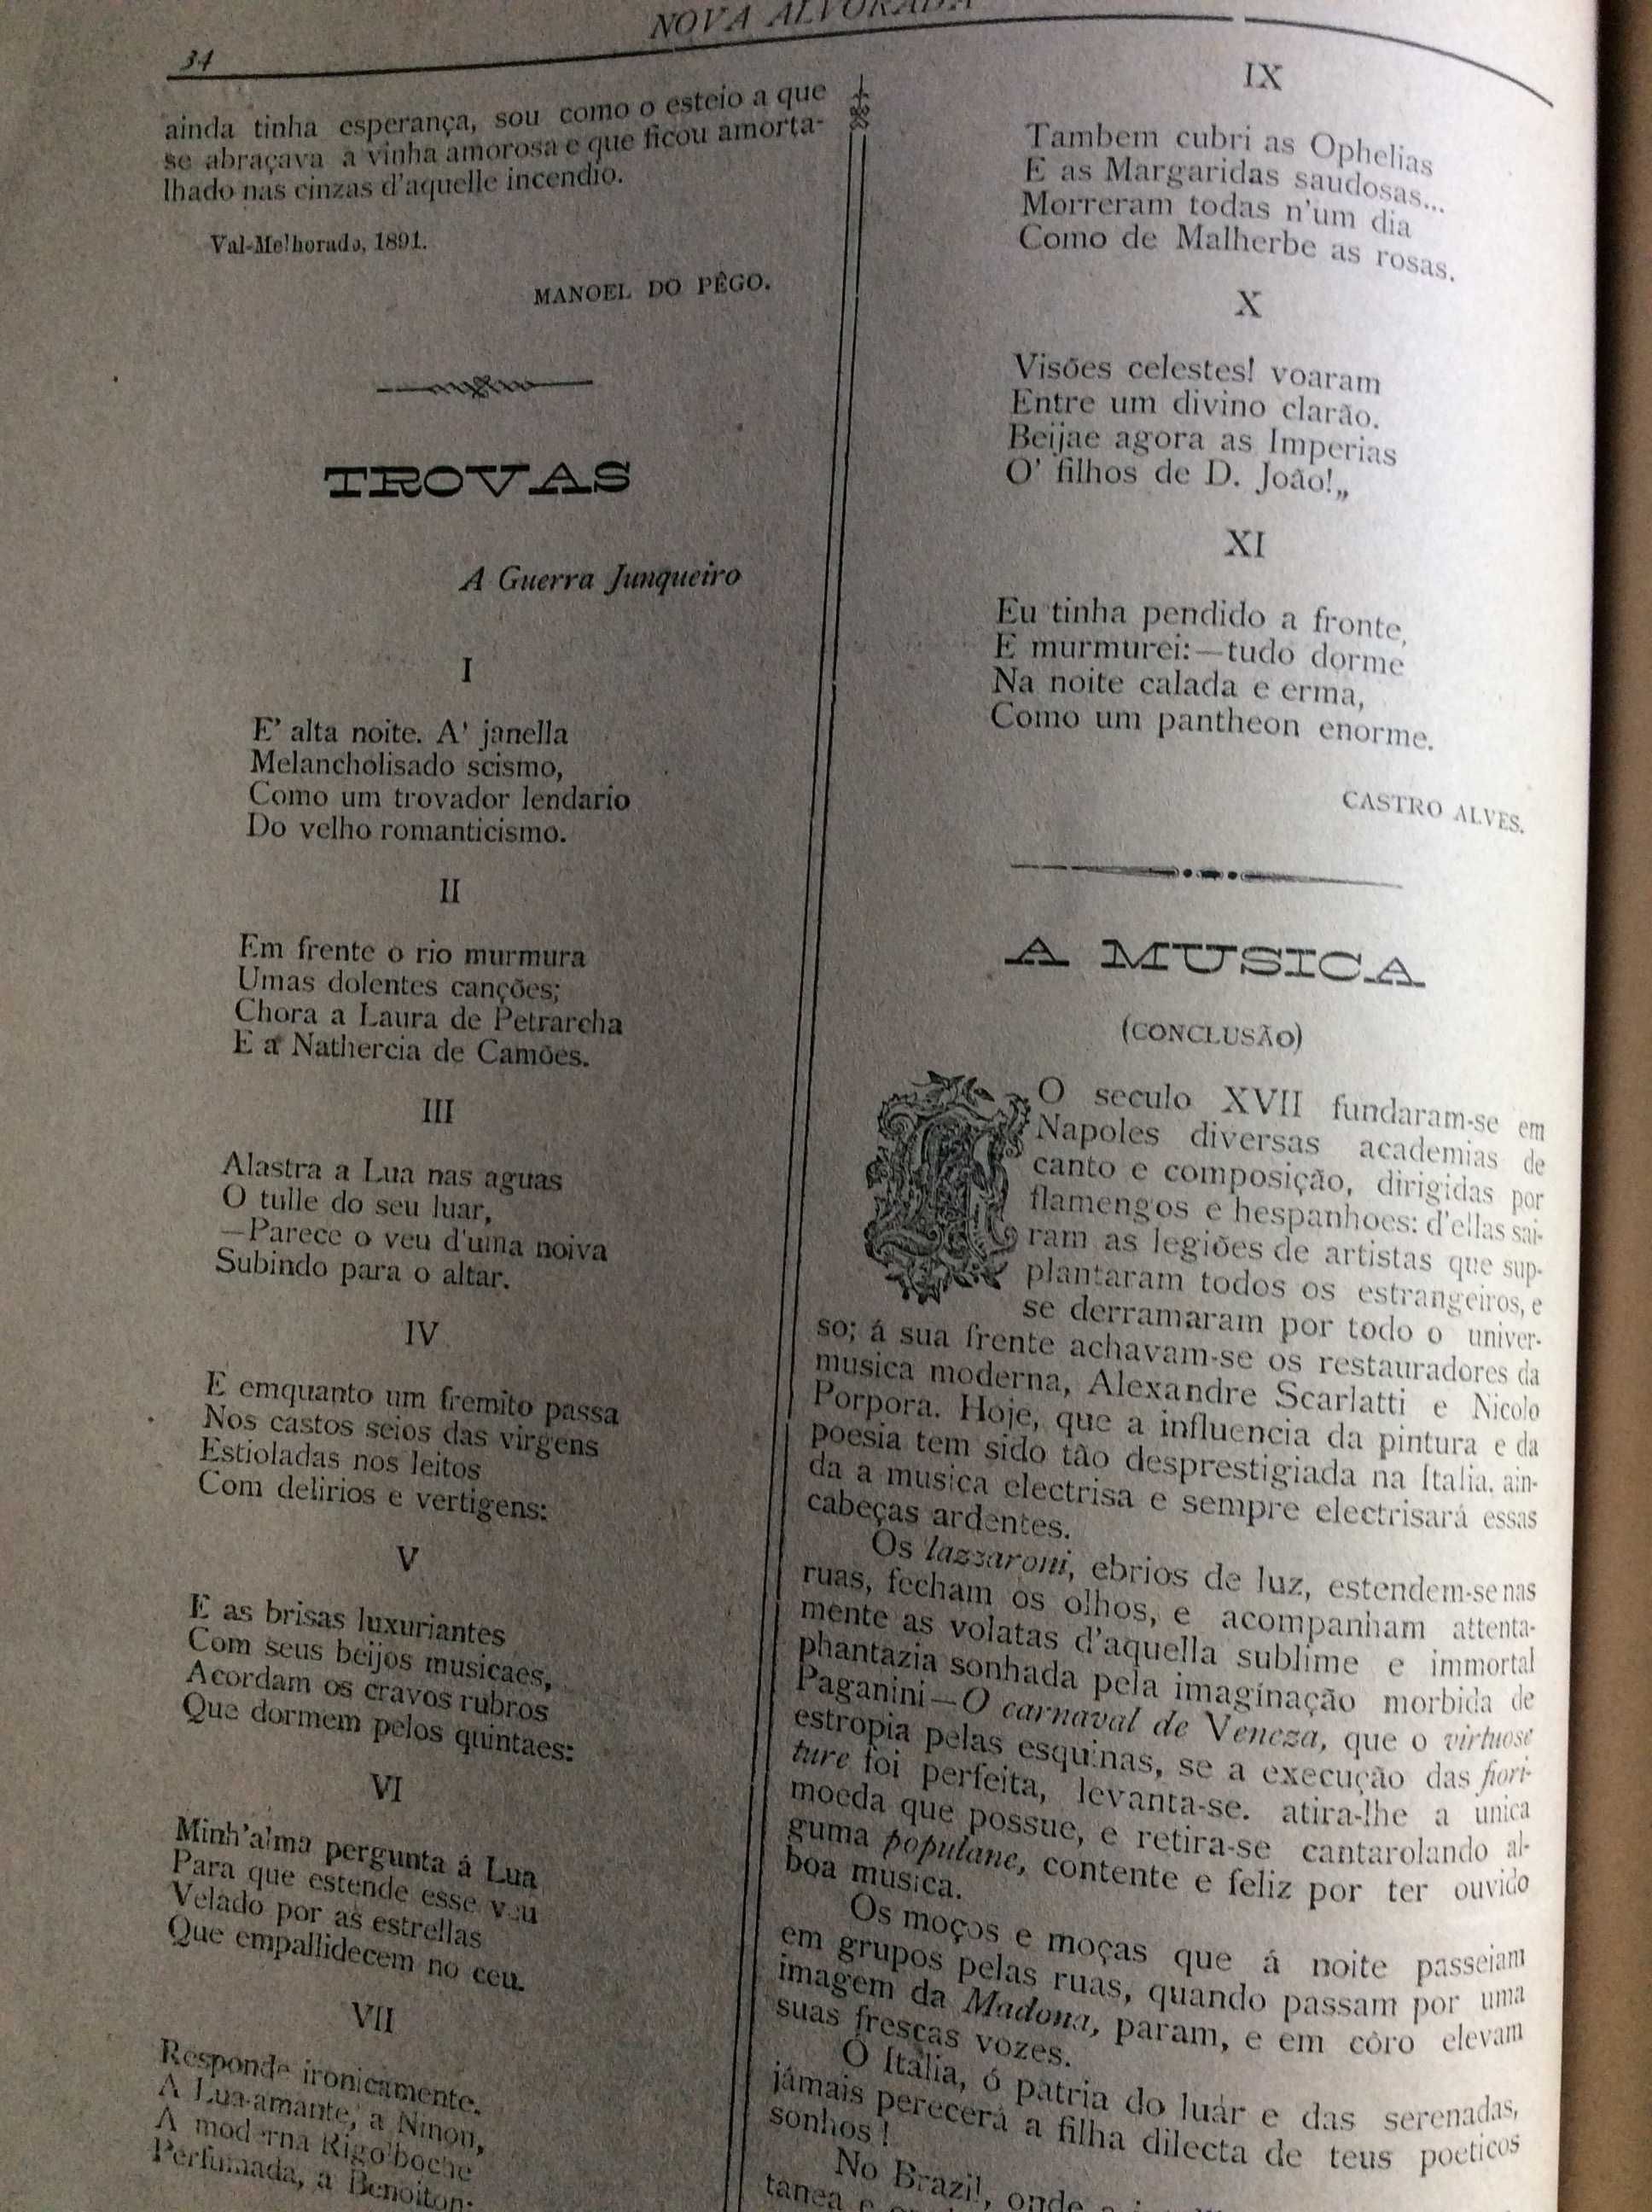 34
NOVA ALVORADA
ainda tinha esperança, sou como o esteio a que
se abraçava a vinha amorosa e que ficou amorta-
lhado nas cinzas d'aquelle incendio.
Val-Melhorado, 1891.
MANOEL DO PÊGO.
TROVAS
A Guerra Junqueiro
I
E' alta noite. A' janella
Melancholisado scismo,
Como um trovador lendario
Do velho romanticismo.
II
Em frente o rio murmura
Umas dolentes canções;
Chora a Laura de Petrarcha
E a Nathercia de Camões.
III
Alastra a Lua nas aguas
O tulle do seu luar,
—Parece o veu d'uma noiva
Subindo para o altar.
IV
E emquanto um fremito passa
Nos castos seios das virgens
Estioladas nos leitos
Com delirios e vertigens:
V
E as brisas luxuriantes
Com seus beijos musicaes,
Acordam os cravos rubros
Que dormem pelos quintaes:
VI
Minh'alma pergunta á Lua
Para que estende esse veu
Velado por as estrellas
Que empallidecem no ceu.
VII
Responde ironicamente.
A Lua-amante, a Ninon,
A moderna Rigolboche
Perfumada, a Benoiton:
IX
Tambem cubri as Ophelias
E as Margaridas saudosas...
Morreram todas n'um dia
Como de Malherbe as rosas.
X
Visões celestes! voaram
Entre um divino clarão.
Beijae agora as Imperias
O' filhos de D. João!„
XI
Eu tinha pendido a fronte,
E murmurei:—tudo dorme
Na noite calada e erma,
Como um pantheon enorme.
CASTRO ALVES.
A MUSICA
(CONCLUSÃO)
O seculo XVII fundaram-se em
Napoles diversas academias de
canto e composição, dirigidas por
flamengos e hespanhoes: d'ellas sai-
ram as legiões de artistas que sup-
plantaram todos os estrangeiros, e
se derramaram por todo o univer-
so; á sua frente achavam-se os restauradores da
musica moderna, Alexandre Scarlatti e Nicolo
Porpora. Hoje, que a influencia da pintura e da
poesia tem sido tão desprestigiada na Italia, ain-
da a musica electrisa e sempre electrisará essas
cabeças ardentes.
Os lazzaroni, ebrios de luz, estendem-se nas
ruas, fecham os olhos, e acompanham attenta-
mente as volatas d'aquella sublime e immortal
phantazia sonhada pela imaginação morbida de
Paganini—O carnaval de Veneza, que o virtuose
estropia pelas esquinas, se a execução das fiori-
ture foi perfeita, levanta-se. atira-lhe a unica
moeda que possue, e retira-se cantarolando al-
guma populane, contente e feliz por ter ouvido
boa musica.
Os moços e moças que á noite passeiam
em grupos pelas ruas, quando passam por uma
imagem da Madona, param, e em côro elevam
suas frescas vozes.
Ó Italia, ó patria do luár e das serenadas,
jámais perecerá a filha dilecta de teus poeticos
sonhos!
No Brazil, onde a
tanea e